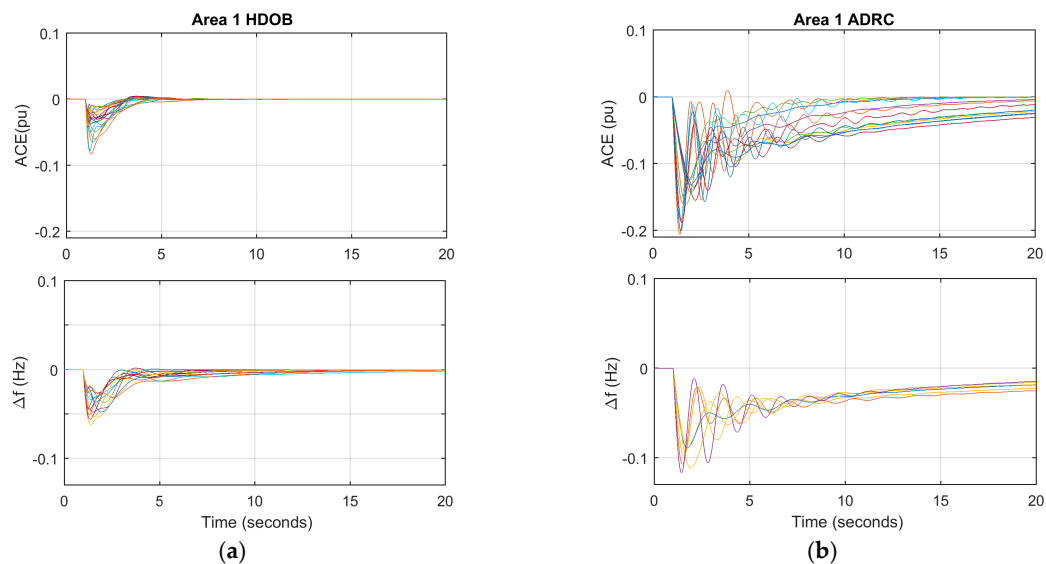 Area 1 HDOB
ACE(pu)
0.1
0
-0.1
-0.2
0 5 10 15 20
Δf (Hz)
0.1
0
-0.1
0 5 10 15 20
Time (seconds)
(a)
Area 1 ADRC
ACE (pu)
0.1
0
-0.1
-0.2
0 5 10 15 20
Δf (Hz)
0.1
0
-0.1
0 5 10 15 20
Time (seconds)
(b)